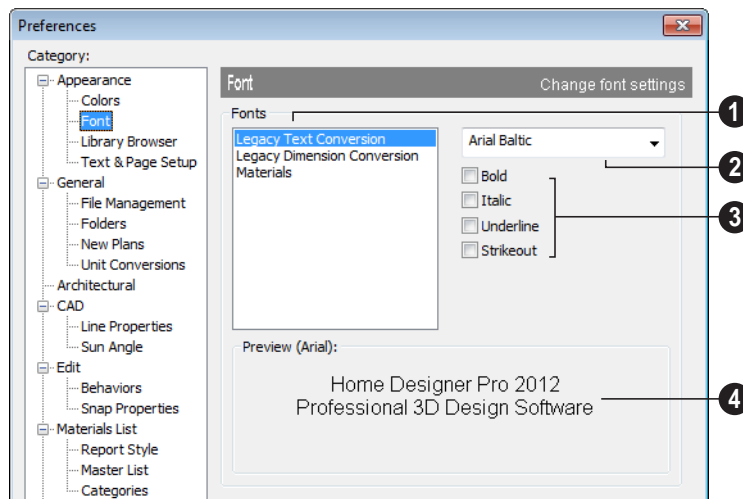 Preferences
Category:
Appearance
Colors
Font
Library Browser
Text & Page Setup
General
File Management
Folders
New Plans
Unit Conversions
Architectural
CAD
Line Properties
Sun Angle
Edit
Behaviors
Snap Properties
Materials List
Report Style
Master List
Categories
Font
Change font settings
Fonts
1
Legacy Text Conversion
Legacy Dimension Conversion
Materials
Arial Baltic
2
Bold
Italic
Underline
Strikeout
3
Preview (Arial):
Home Designer Pro 2012
Professional 3D Design Software
4